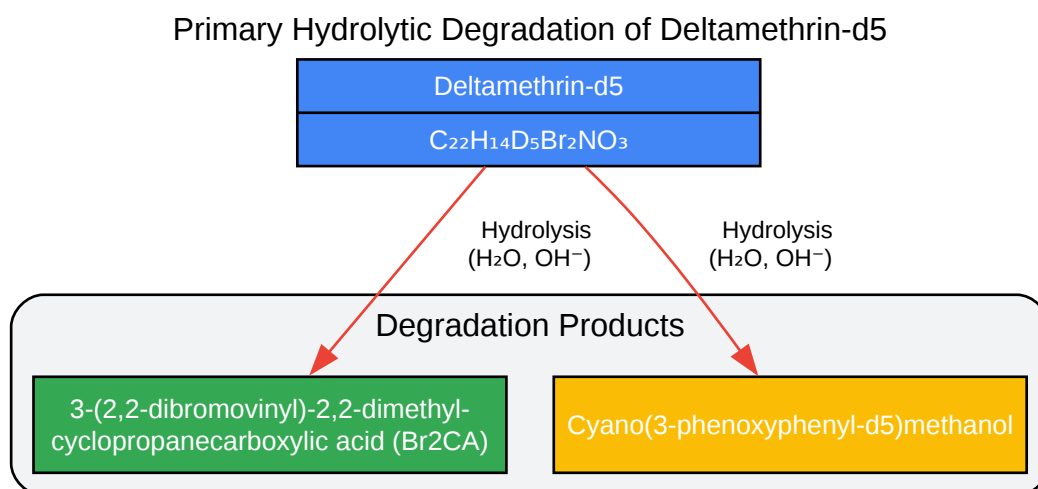 Primary Hydrolytic Degradation of Deltamethrin-d5
Deltamethrin-d5
C₂₂H₁₄D₅Br₂NO₃
Hydrolysis
(H₂O, OH⁻)
Hydrolysis
(H₂O, OH⁻)
Degradation Products
3-(2,2-dibromovinyl)-2,2-dimethyl-
cyclopropanecarboxylic acid (Br2CA)
Cyano(3-phenoxyphenyl-d5)methanol